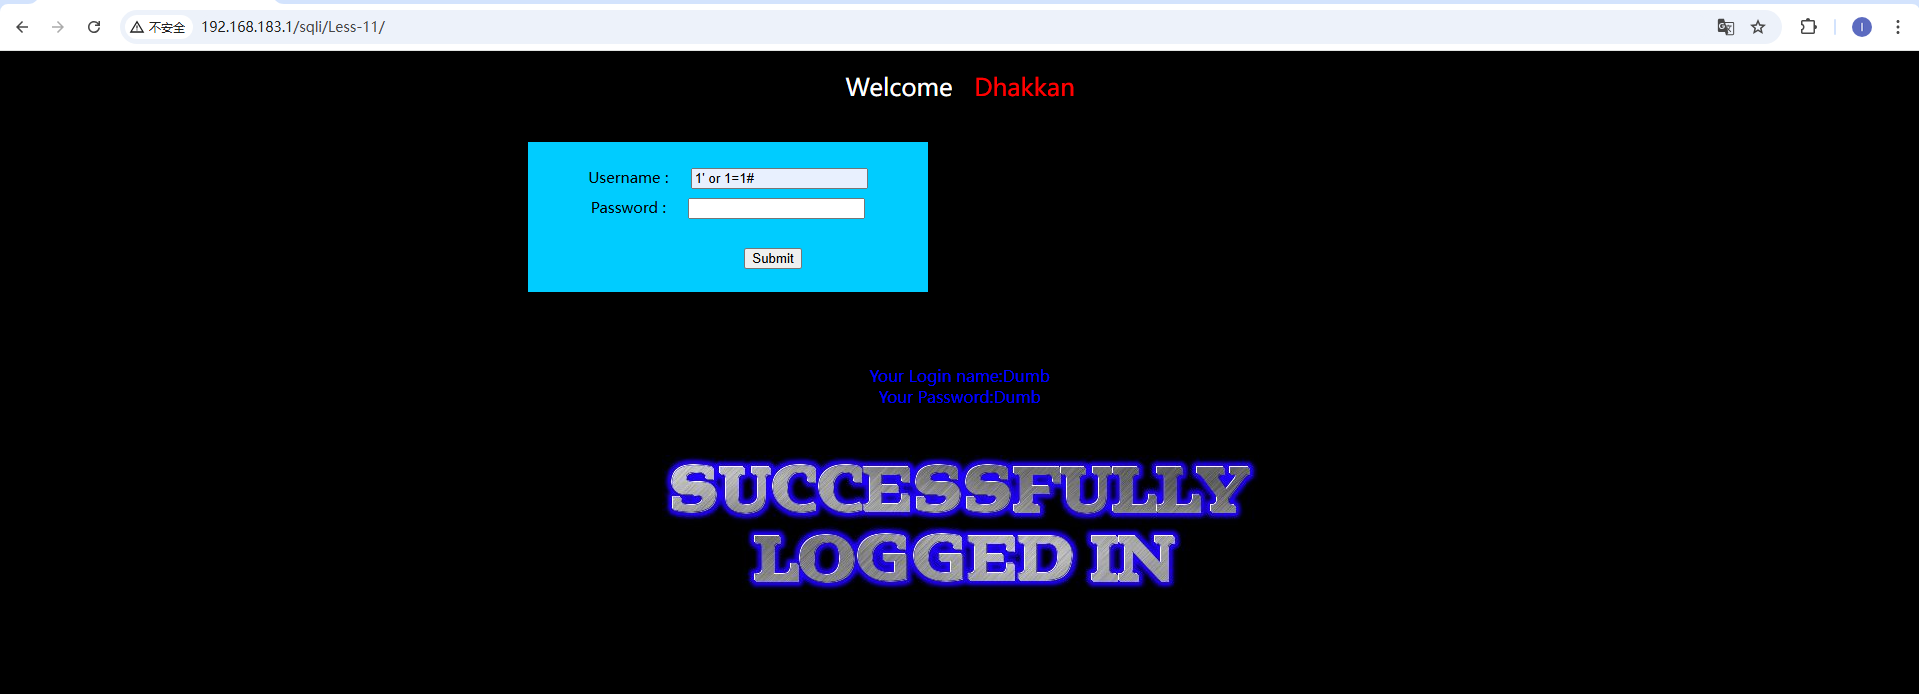 不安全 192.168.183.1/sqli/Less-11/
I
Welcome Dhakkan
Username : 1' or 1=1#
Password :
Submit
Your Login name:Dumb
Your Password:Dumb
SUCCESSFULLY
LOGGED IN